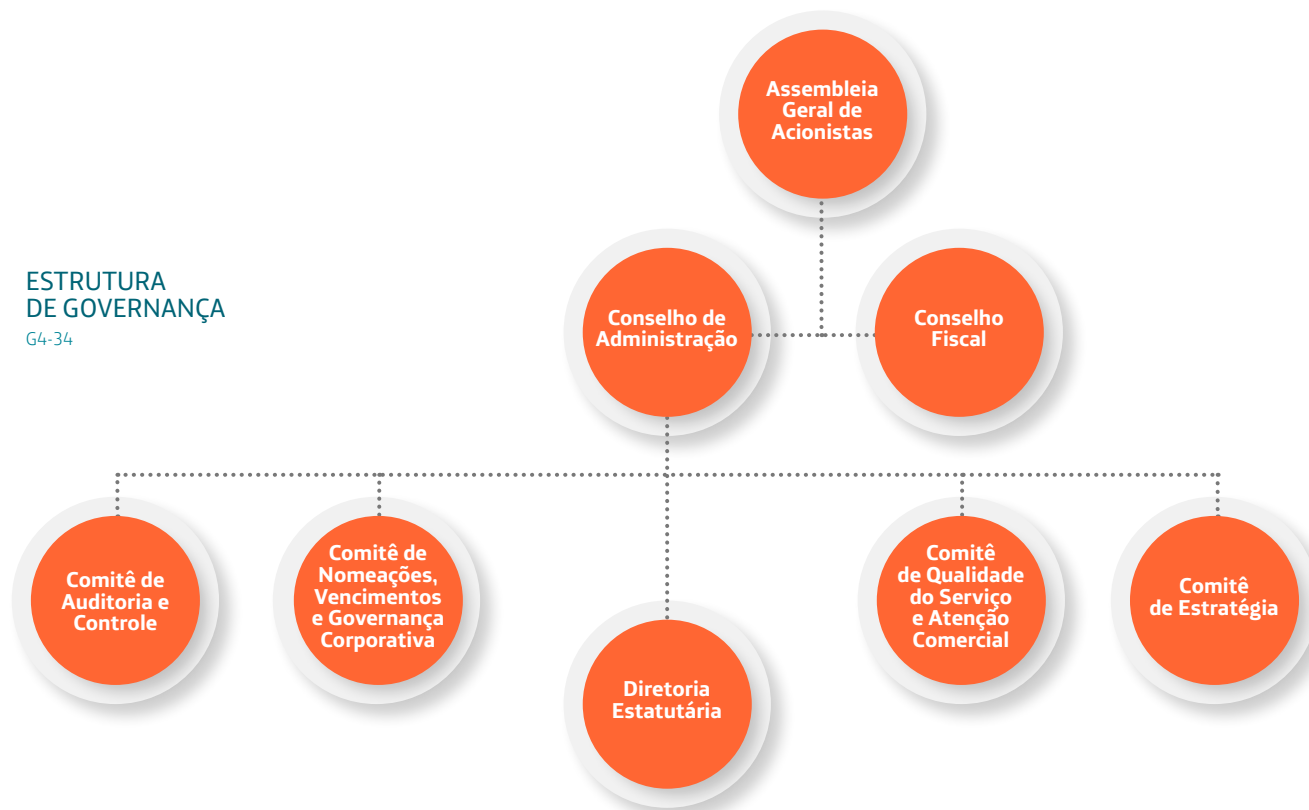 Assembleia
Geral de
Acionistas
ESTRUTURA
DE GOVERNANÇA
G4-34
Conselho de
Administração
Conselho
Fiscal
Comitê de
Auditoria e
Controle
Comitê de
Nomeações,
Vencimentos
e Governança
Corporativa
Diretoria
Estatutária
Comitê
de Qualidade
do Serviço
e Atenção
Comercial
Comitê
de Estratégia